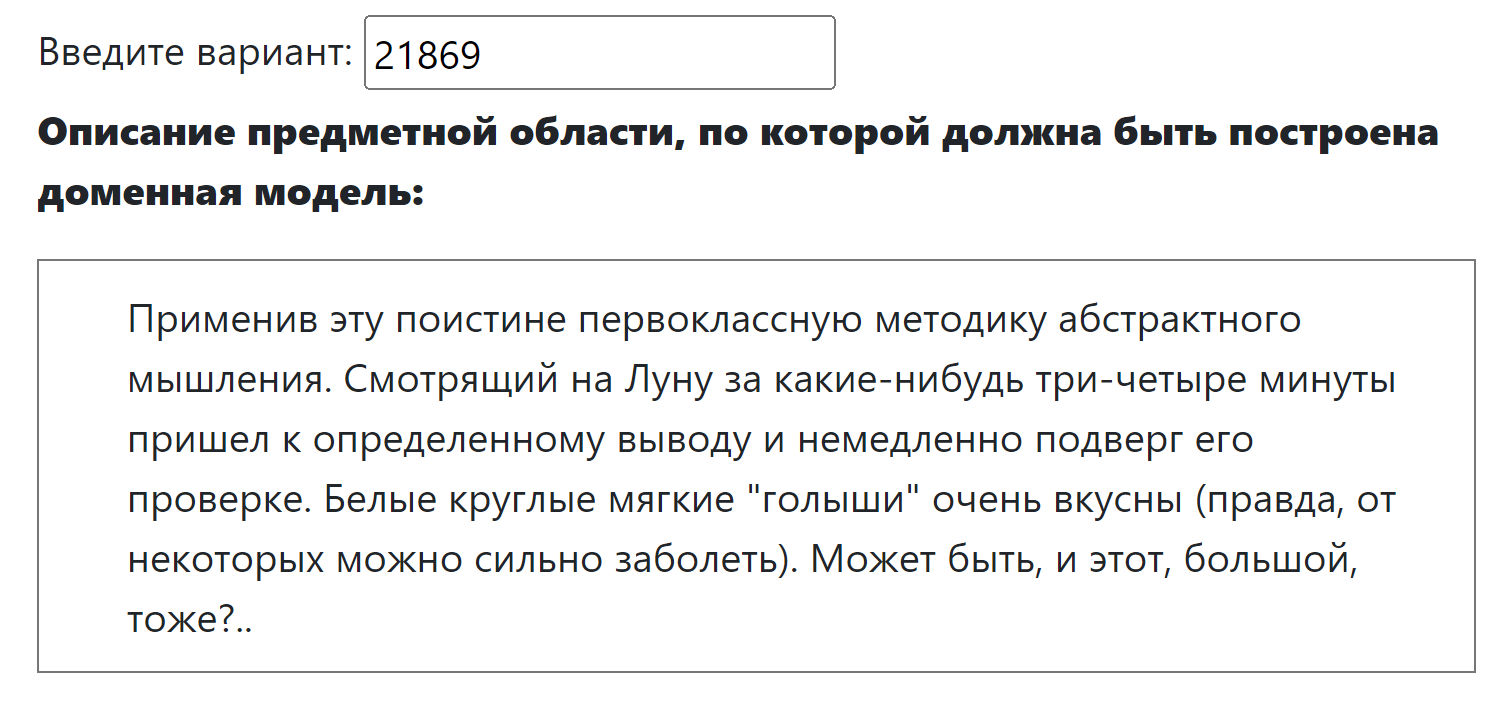 Введите вариант: 21869
Описание предметной области, по которой должна быть построена
доменная модель:
Применив эту поистине первоклассную методику абстрактного
мышления. Смотрящий на Луну за какие-нибудь три-четыре минуты
пришел к определенному выводу и немедленно подверг его
проверке. Белые круглые мягкие "голыши" очень вкусны (правда, от
некоторых можно сильно заболеть). Может быть, и этот, большой,
тоже?..